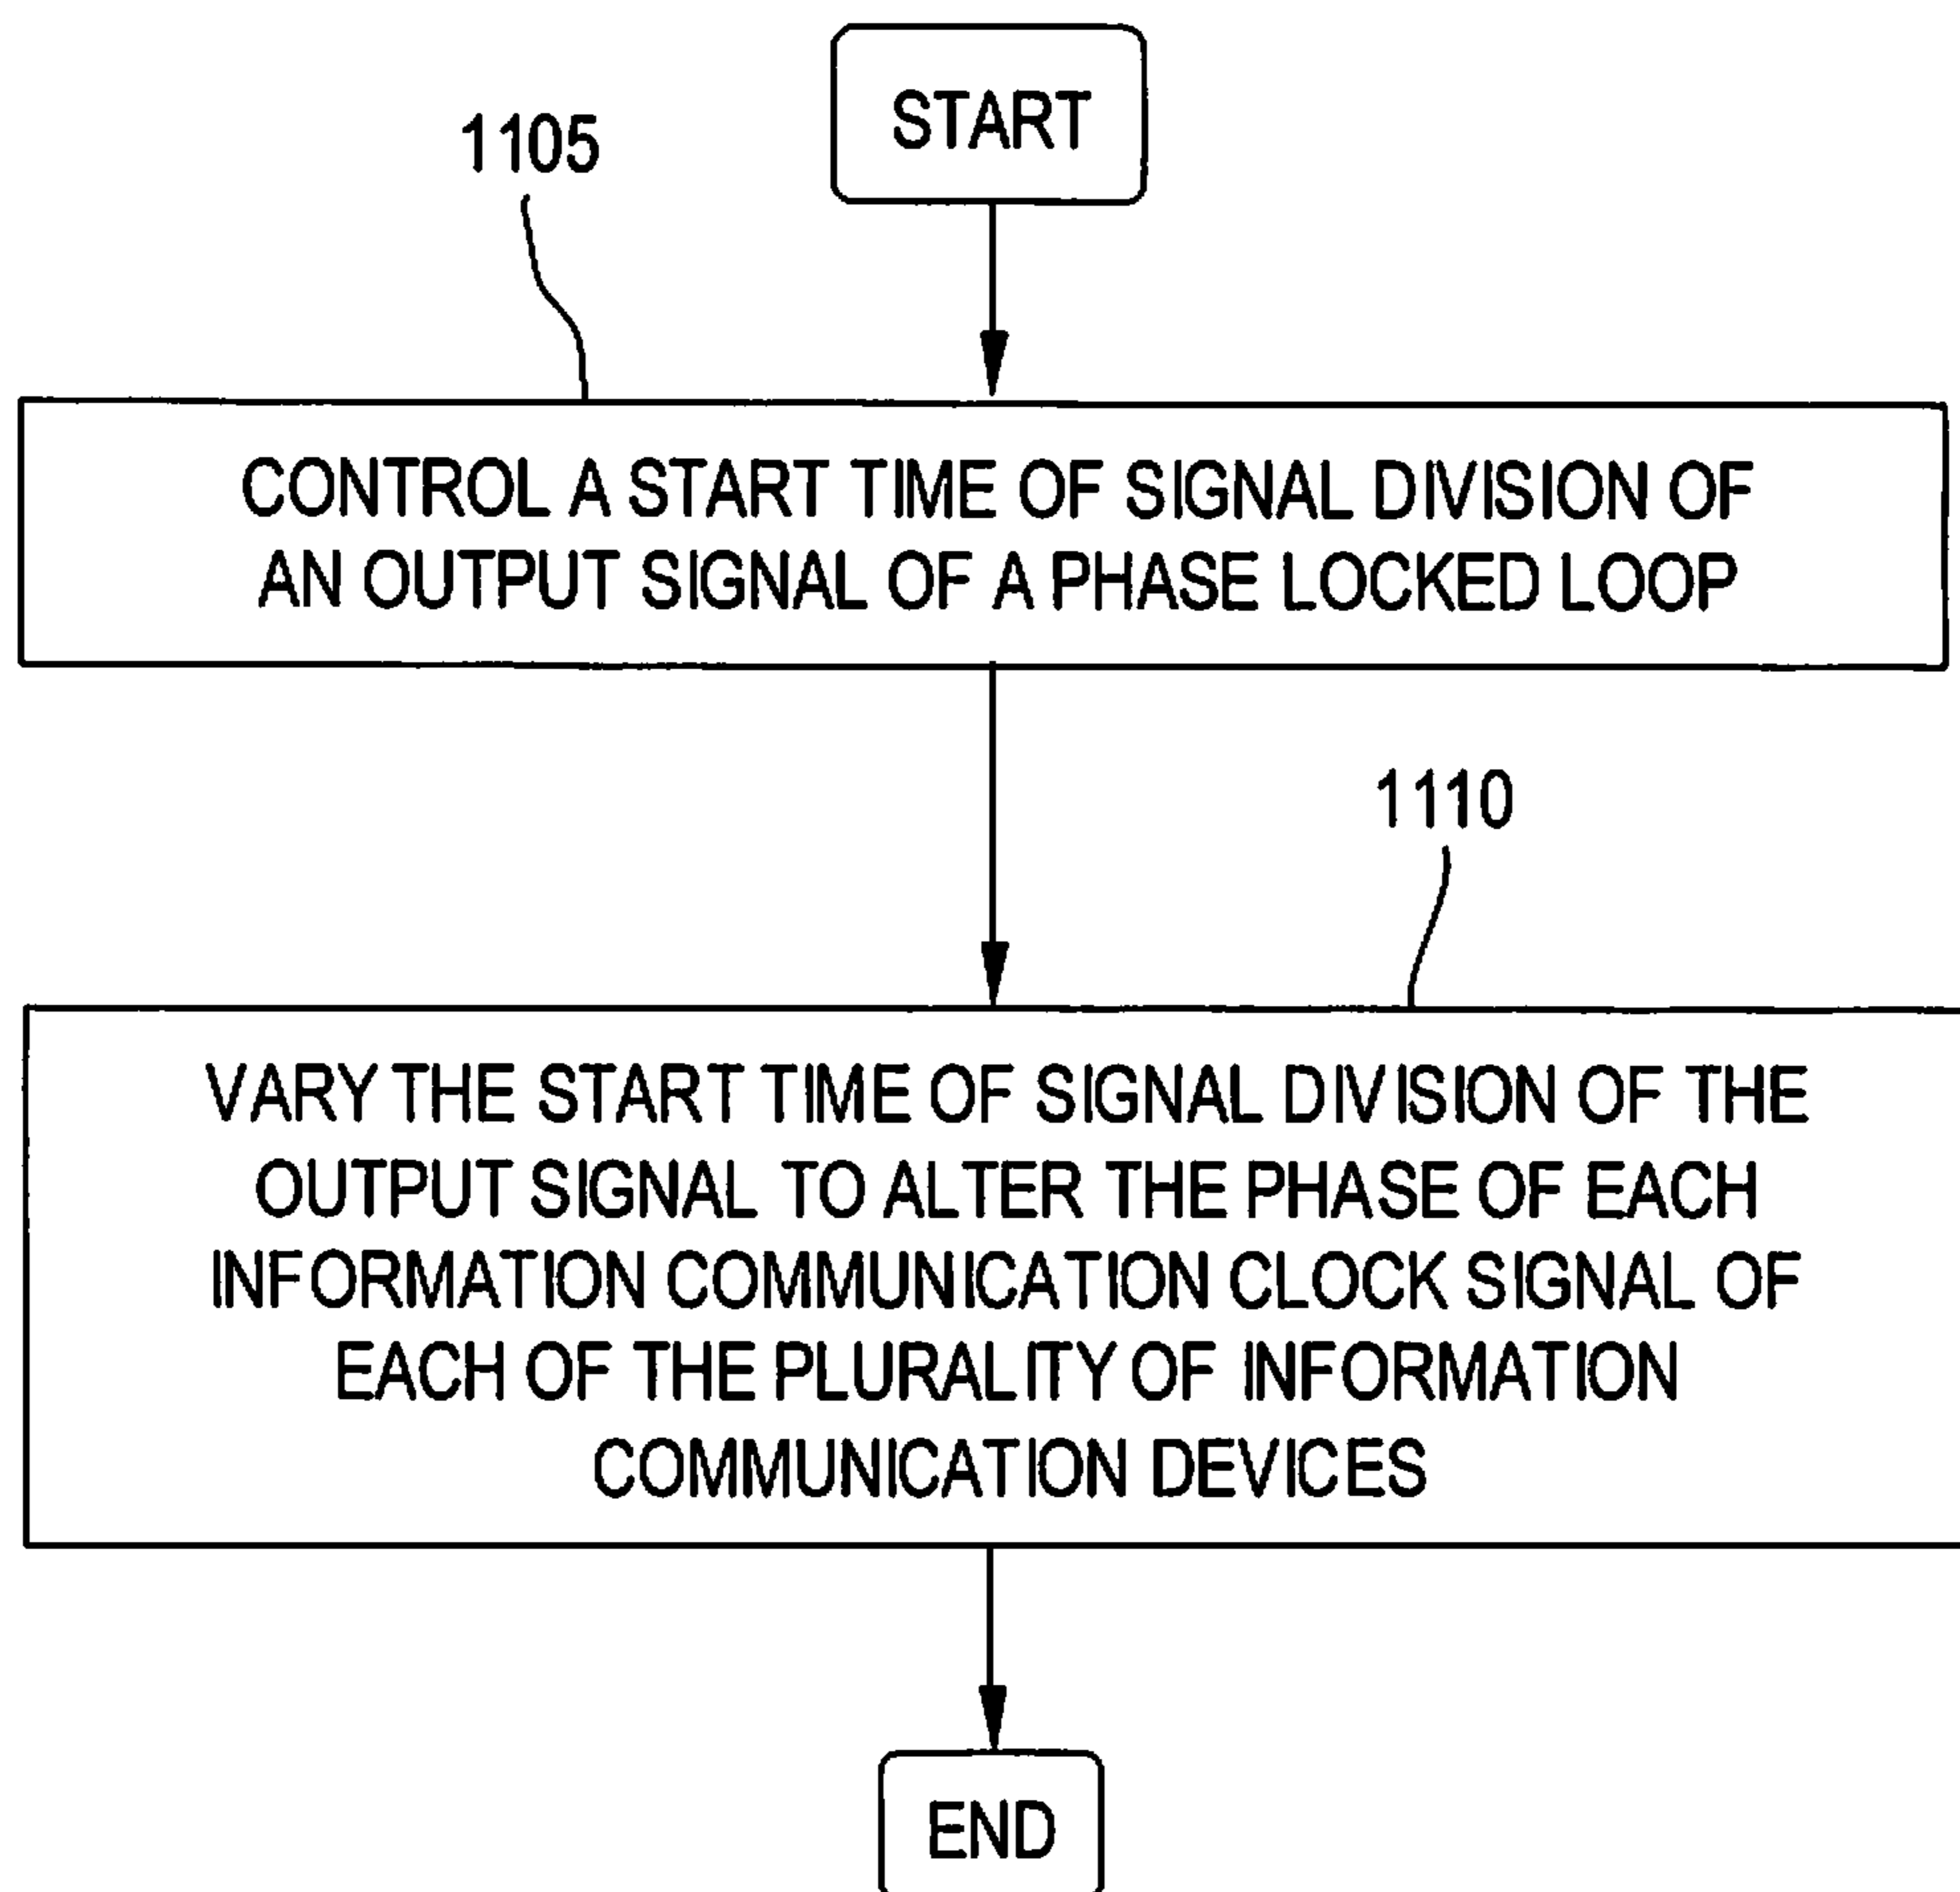 START
1105
CONTROL A START TIME OF SIGNAL DIVISION OF
AN OUTPUT SIGNAL OF A PHASE LOCKED LOOP
1110
VARY THE START TIME OF SIGNAL DIVISION OF THE
OUTPUT SIGNAL TO ALTER THE PHASE OF EACH
INFORMATION COMMUNICATION CLOCK SIGNAL OF
EACH OF THE PLURALITY OF INFORMATION
COMMUNICATION DEVICES
END